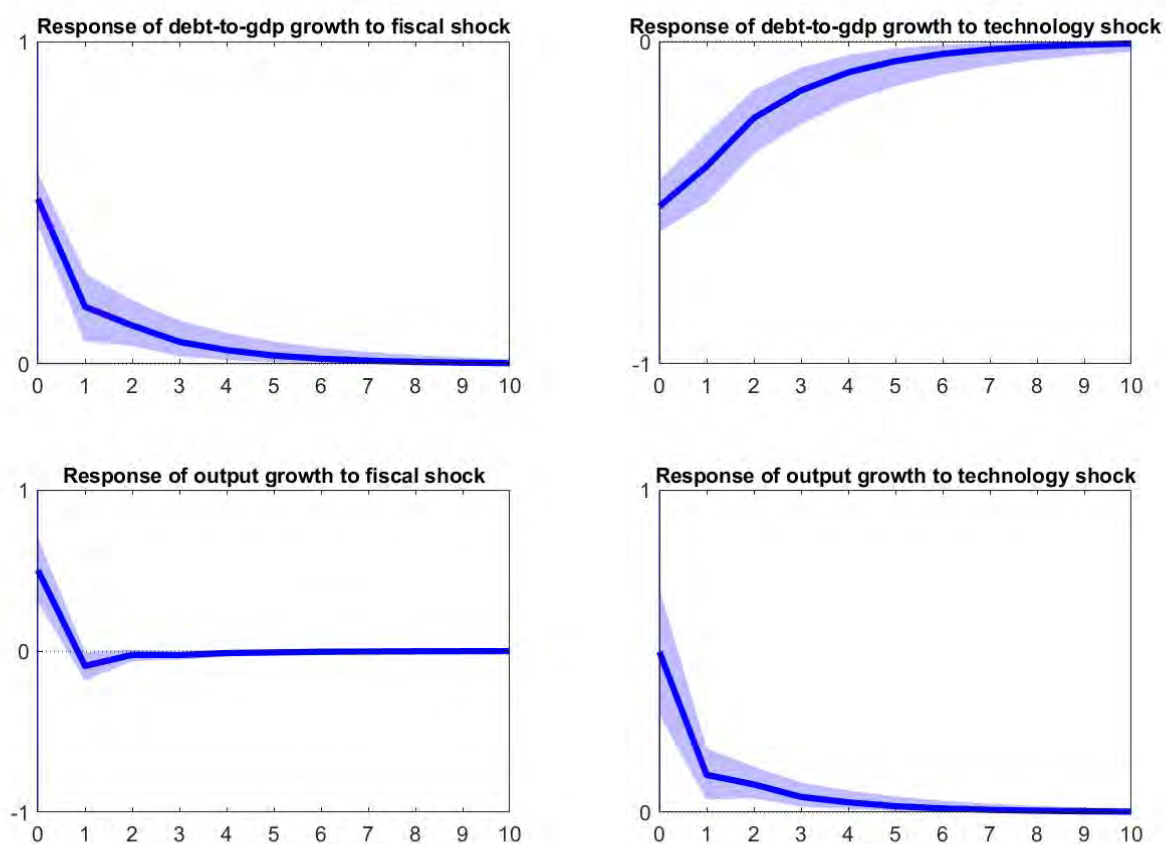 Response of debt-to-gdp growth to fiscal shock
1
0
0 1 2 3 4 5 6 7 8 9 10
Response of debt-to-gdp growth to technology shock
0
-1
0 1 2 3 4 5 6 7 8 9 10
Response of output growth to fiscal shock
1
0
-1
0 1 2 3 4 5 6 7 8 9 10
Response of output growth to technology shock
1
0
0 1 2 3 4 5 6 7 8 9 10